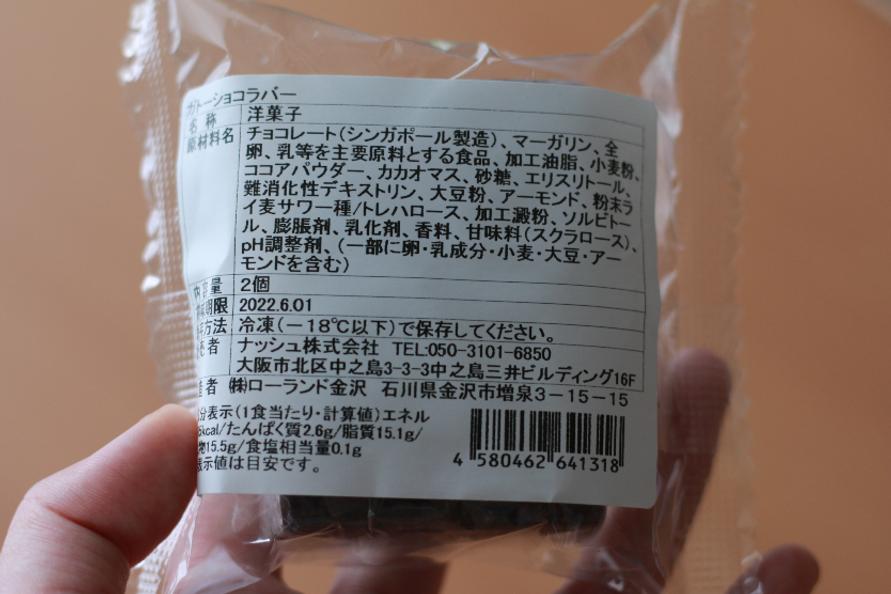 ガトーショコラバー
名 称 洋菓子
原材料名 チョコレート(シンガポール製造)、マーガリン、全
卵、乳等を主要原料とする食品、加工油脂、小麦粉、
ココアパウダー、カカオマス、砂糖、エリスリトール、
難消化性デキストリン、大豆粉、アーモンド、粉末ラ
イ麦サワー種/トレハロース、加工澱粉、ソルビトー
ル、膨脹剤、乳化剤、香料、甘味料(スクラロース)、
pH調整剤、(一部に卵・乳成分・小麦・大豆・アー
モンドを含む)
内容量 2個
期限 2022.6.01
方法 冷凍(-18℃以下)で保存してください。
者 ナッシュ株式会社 TEL:050-3101-6850
大阪市北区中之島3-3-3中之島三井ビルディング16F
造者 ㈱ローランド金沢 石川県金沢市増泉3-15-15
分表示(1食当たり・計算値)エネル
kcal/たんぱく質2.6g/脂質15.1g/
物15.5g/食塩相当量0.1g
表示値は目安です。
4 580462 641318